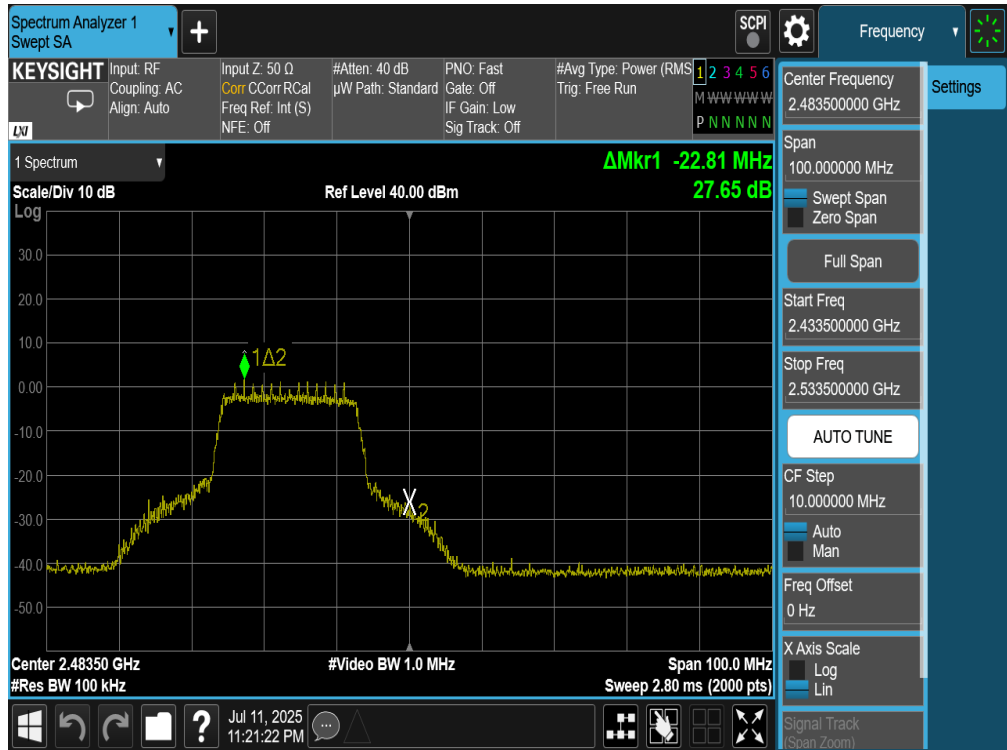 Spectrum Analyzer 1
Swept SA
+
SCPI
Frequency
KEYSIGHT
LXI
Input: RF
Coupling: AC
Align: Auto
Input Z: 50 Ω
Corr CCorr RCal
Freq Ref: Int (S)
NFE: Off
#Atten: 40 dB
µW Path: Standard
PNO: Fast
Gate: Off
IF Gain: Low
Sig Track: Off
#Avg Type: Power (RMS
Trig: Free Run
1 2 3 4 5 6
M W W W W W
P N N N N N
1 Spectrum
Scale/Div 10 dB
Log
Ref Level 40.00 dBm
ΔMkr1 -22.81 MHz
27.65 dB
30.0
20.0
10.0
0.00
-10.0
-20.0
-30.0
-40.0
-50.0
1Δ2
X2
Center 2.48350 GHz
#Res BW 100 kHz
#Video BW 1.0 MHz
Span 100.0 MHz
Sweep 2.80 ms (2000 pts)
Center Frequency
2.483500000 GHz
Span
100.000000 MHz
Swept Span
Zero Span
Full Span
Start Freq
2.433500000 GHz
Stop Freq
2.533500000 GHz
AUTO TUNE
CF Step
10.000000 MHz
Auto
Man
Freq Offset
0 Hz
X Axis Scale
Log
Lin
Signal Track
(Span Zoom)
Settings
?
Jul 11, 2025
11:21:22 PM